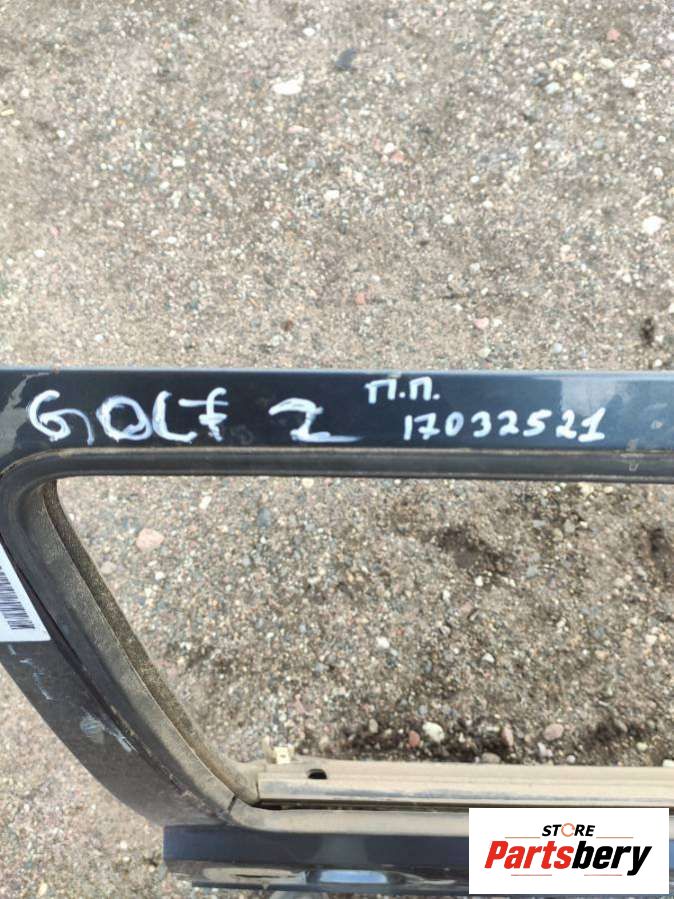 GOLF 2 П.П.
17032521
STORE
Partsbery